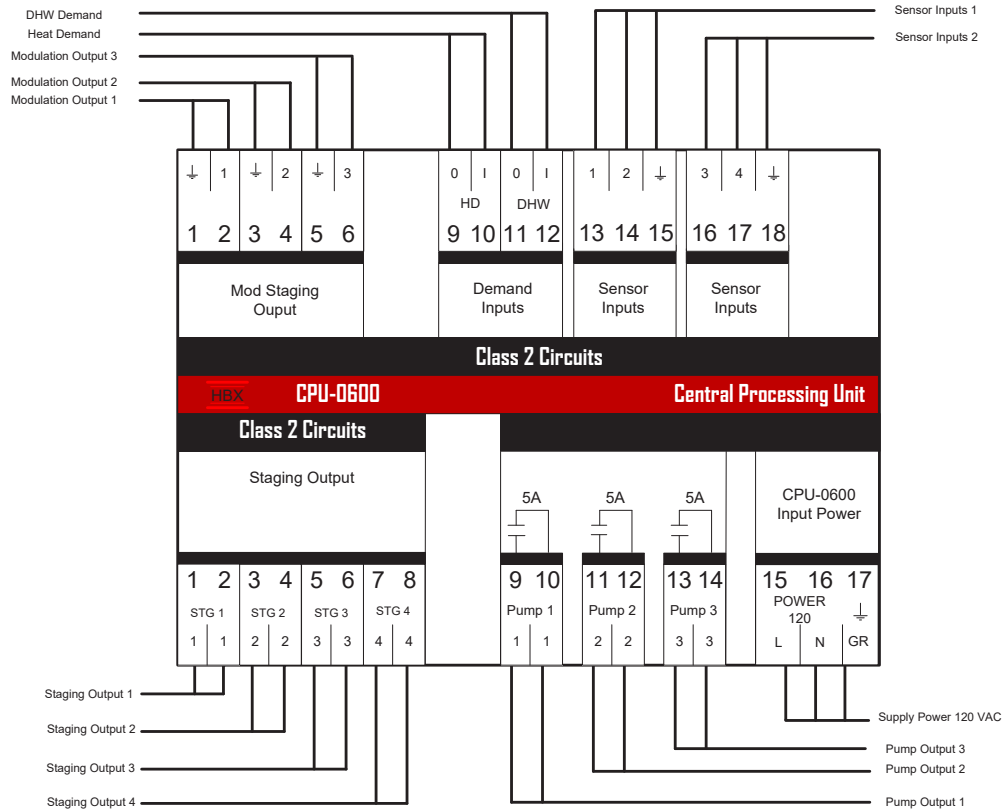 DHW Demand
Heat Demand
Modulation Output 3
Modulation Output 2
Modulation Output 1
Sensor Inputs 1
Sensor Inputs 2
⏚ 1 ⏚ 2 ⏚ 3
0 I 0 I
1 2 ⏚
3 4 ⏚
HD DHW
1 2 3 4 5 6
9 10 11 12
13 14 15
16 17 18
Mod Staging
Ouput
Demand
Inputs
Sensor
Inputs
Sensor
Inputs
Class 2 Circuits
HBX CPU-0600 Central Processing Unit
Class 2 Circuits
Staging Output
5A
5A
5A
CPU-0600
Input Power
1 2 3 4 5 6 7 8
STG 1 STG 2 STG 3 STG 4
1 1 2 2 3 3 4 4
9 10
Pump 1
1 1
11 12
Pump 2
2 2
13 14
Pump 3
3 3
15 16 17
POWER
120 ⏚
L N GR
Staging Output 1
Staging Output 2
Staging Output 3
Staging Output 4
Supply Power 120 VAC
Pump Output 3
Pump Output 2
Pump Output 1